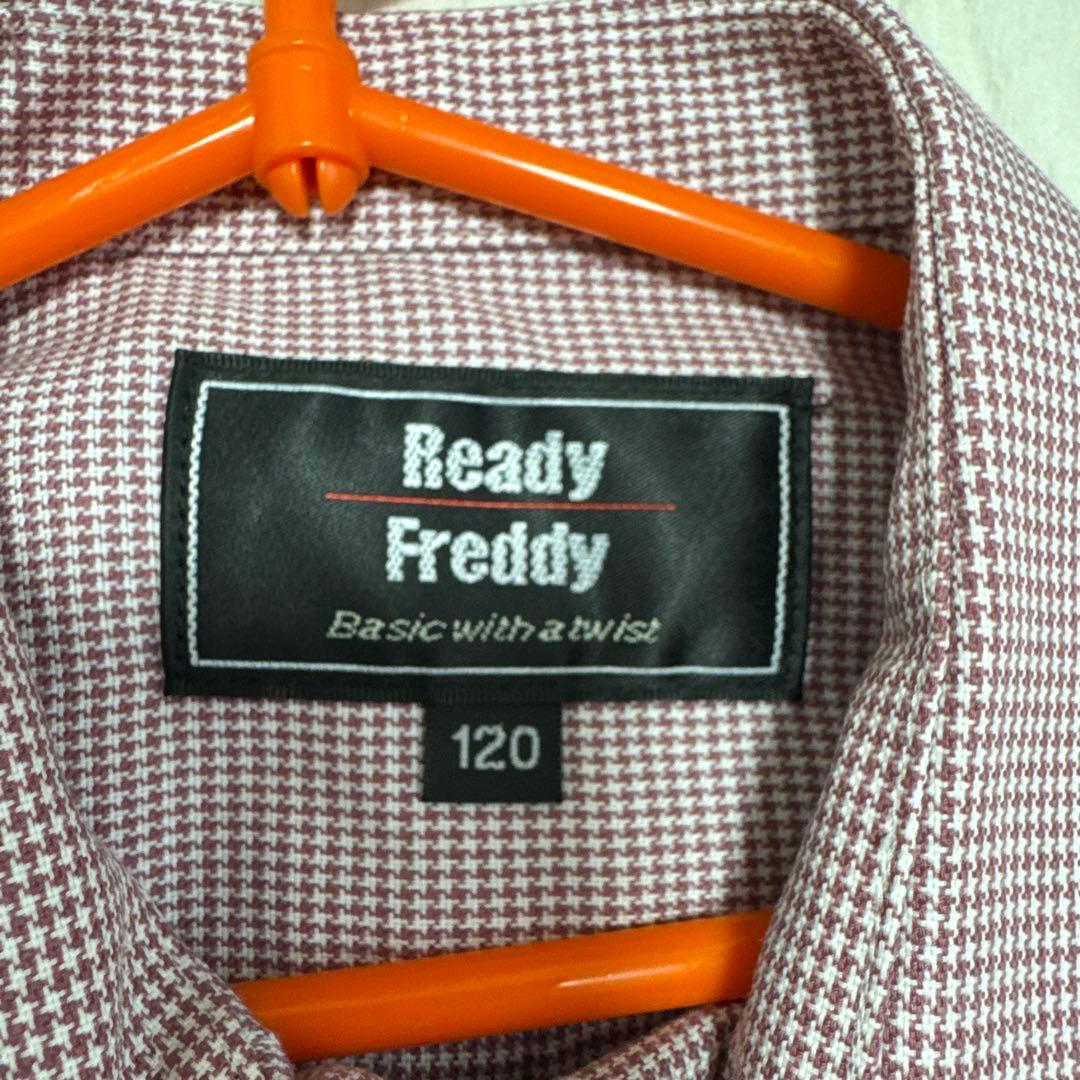 Ready
Freddy
Basic with a twist
120